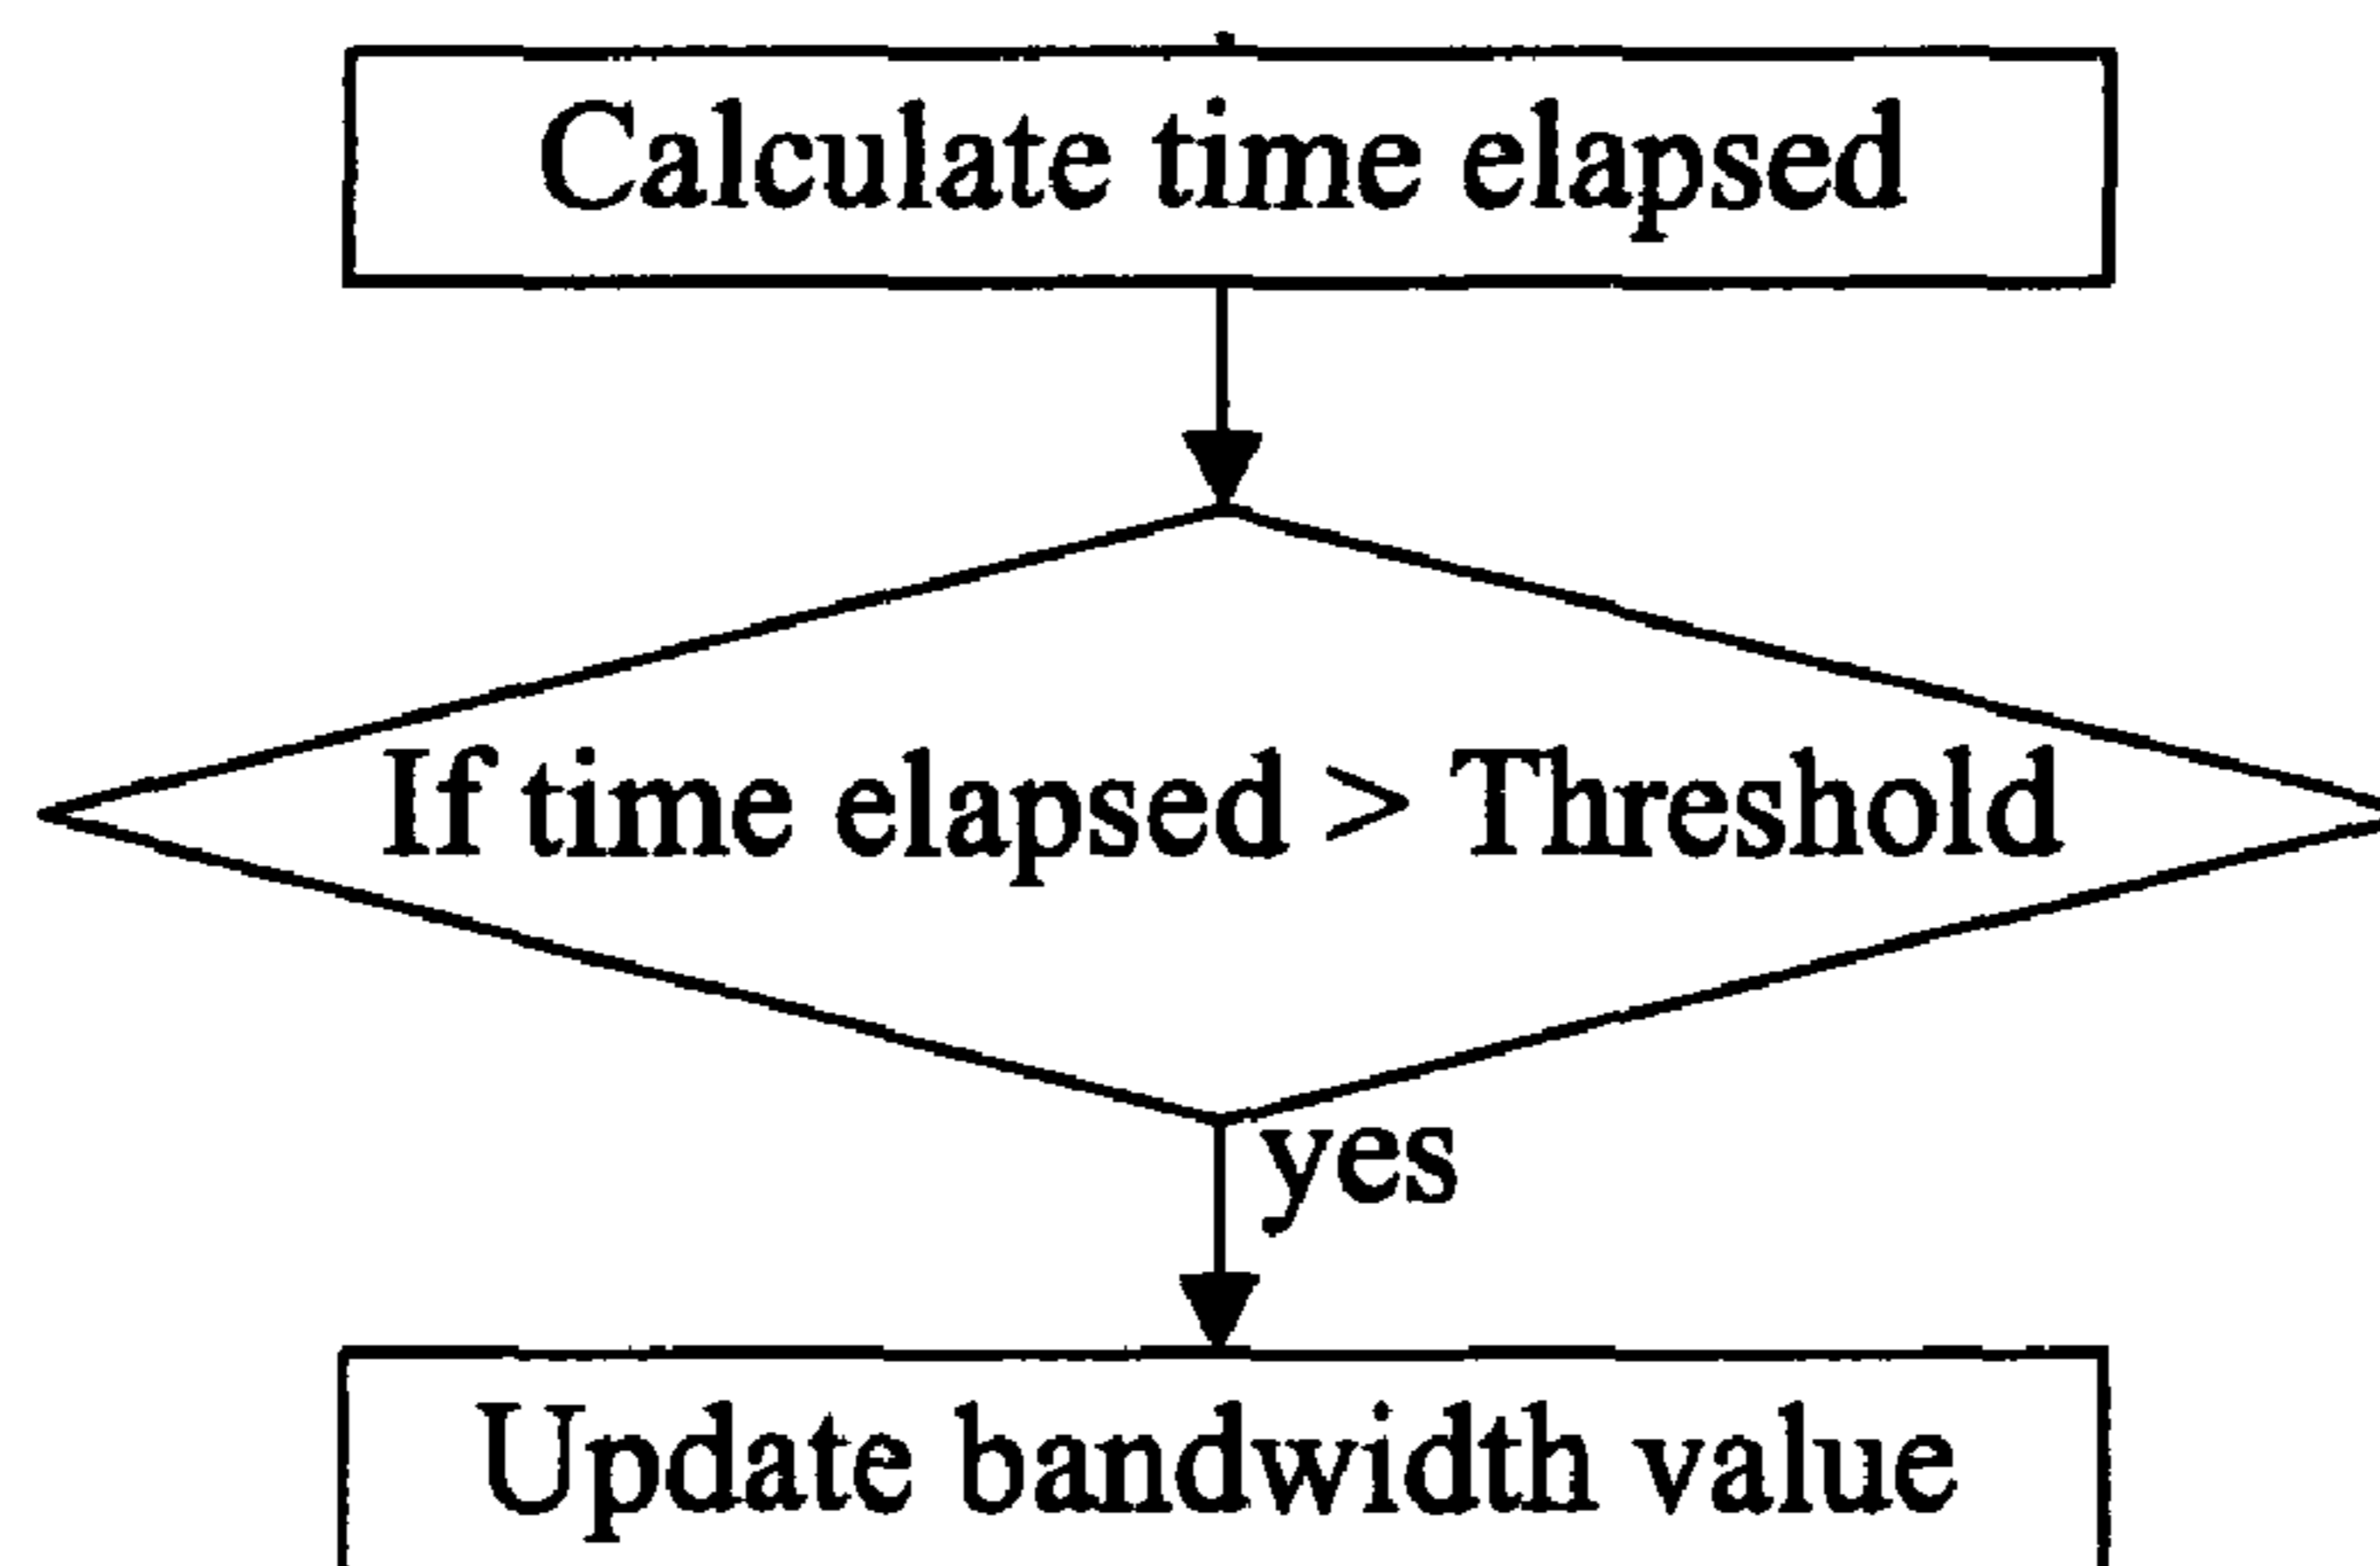 Calculate time elapsed
If time elapsed > Threshold
yes
Update bandwidth value